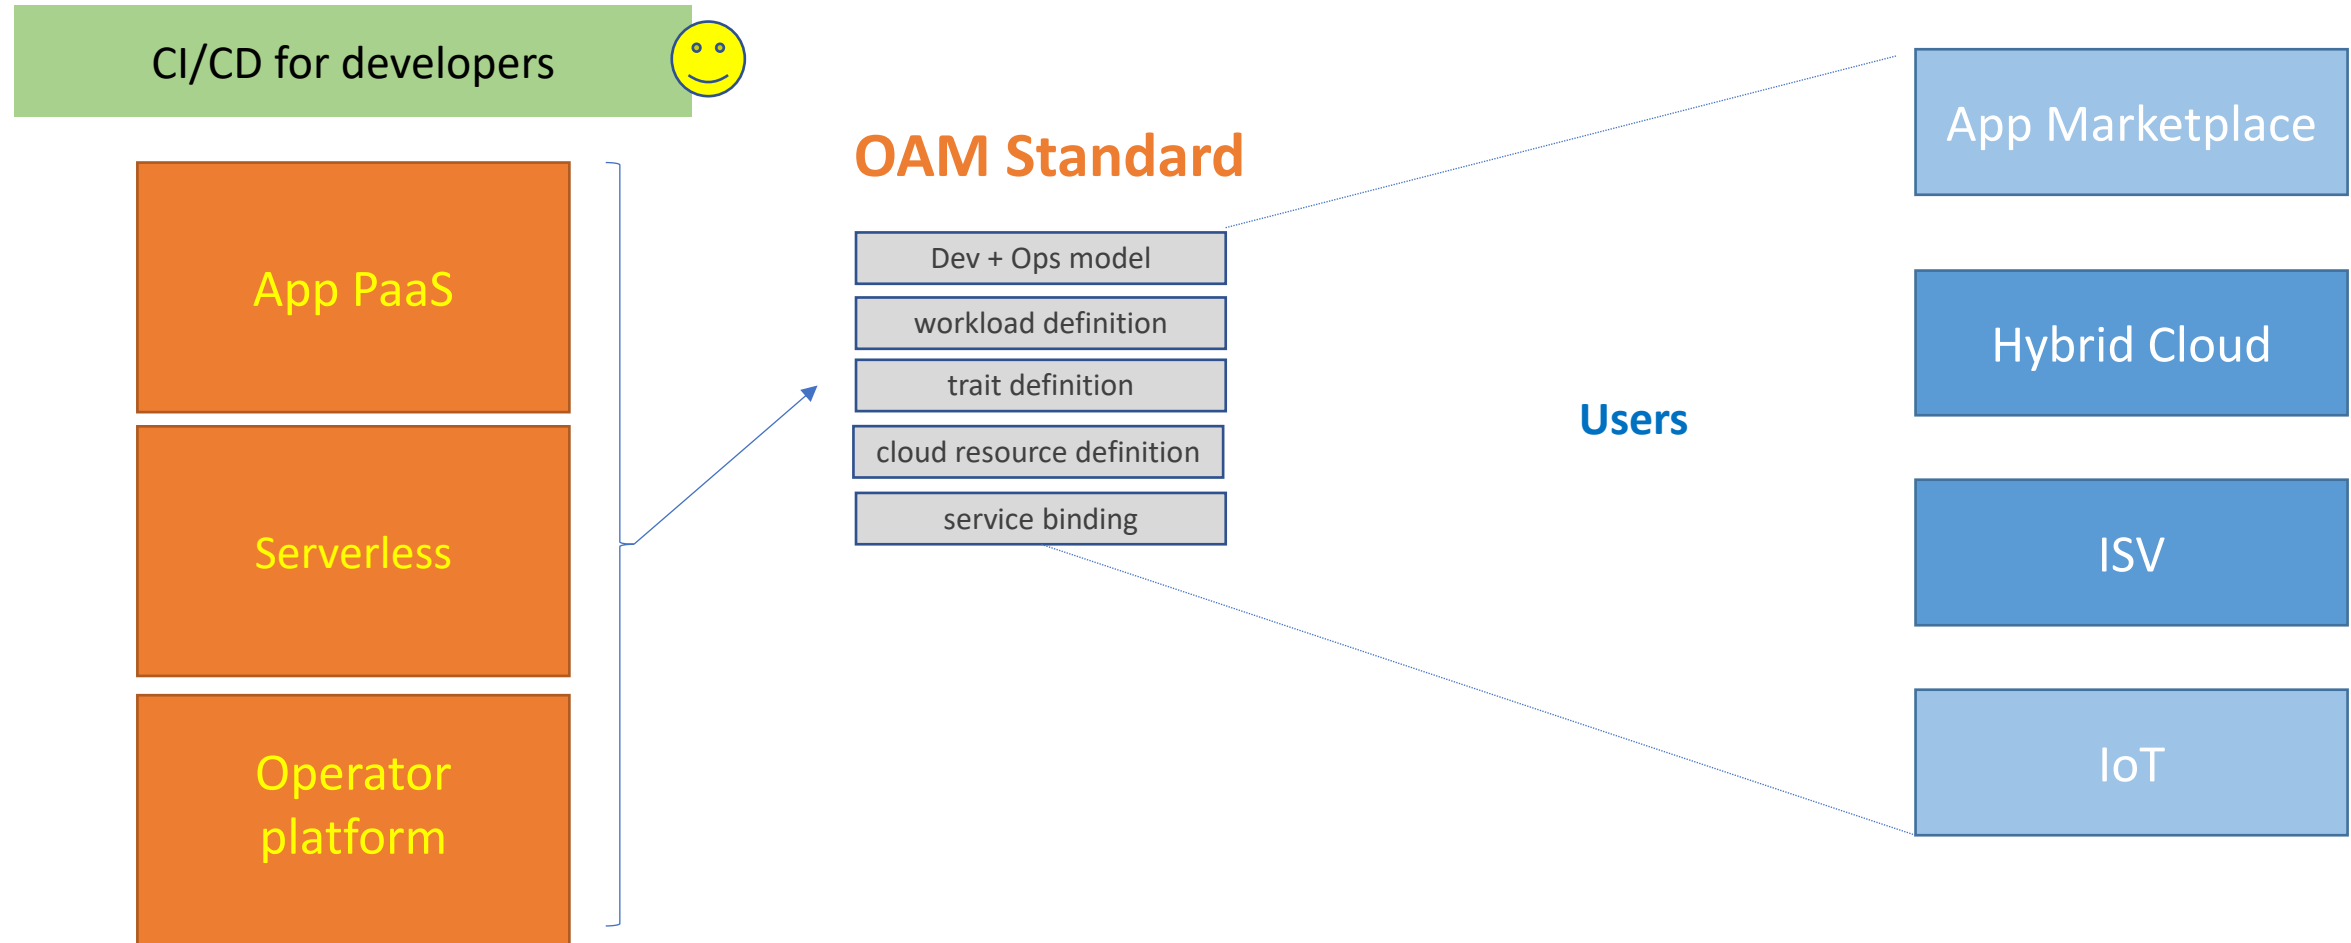 CI/CD for developers
App PaaS
Serverless
Operator
platform
OAM Standard
Dev + Ops model
workload definition
trait definition
cloud resource definition
service binding
Users
App Marketplace
Hybrid Cloud
ISV
IoT